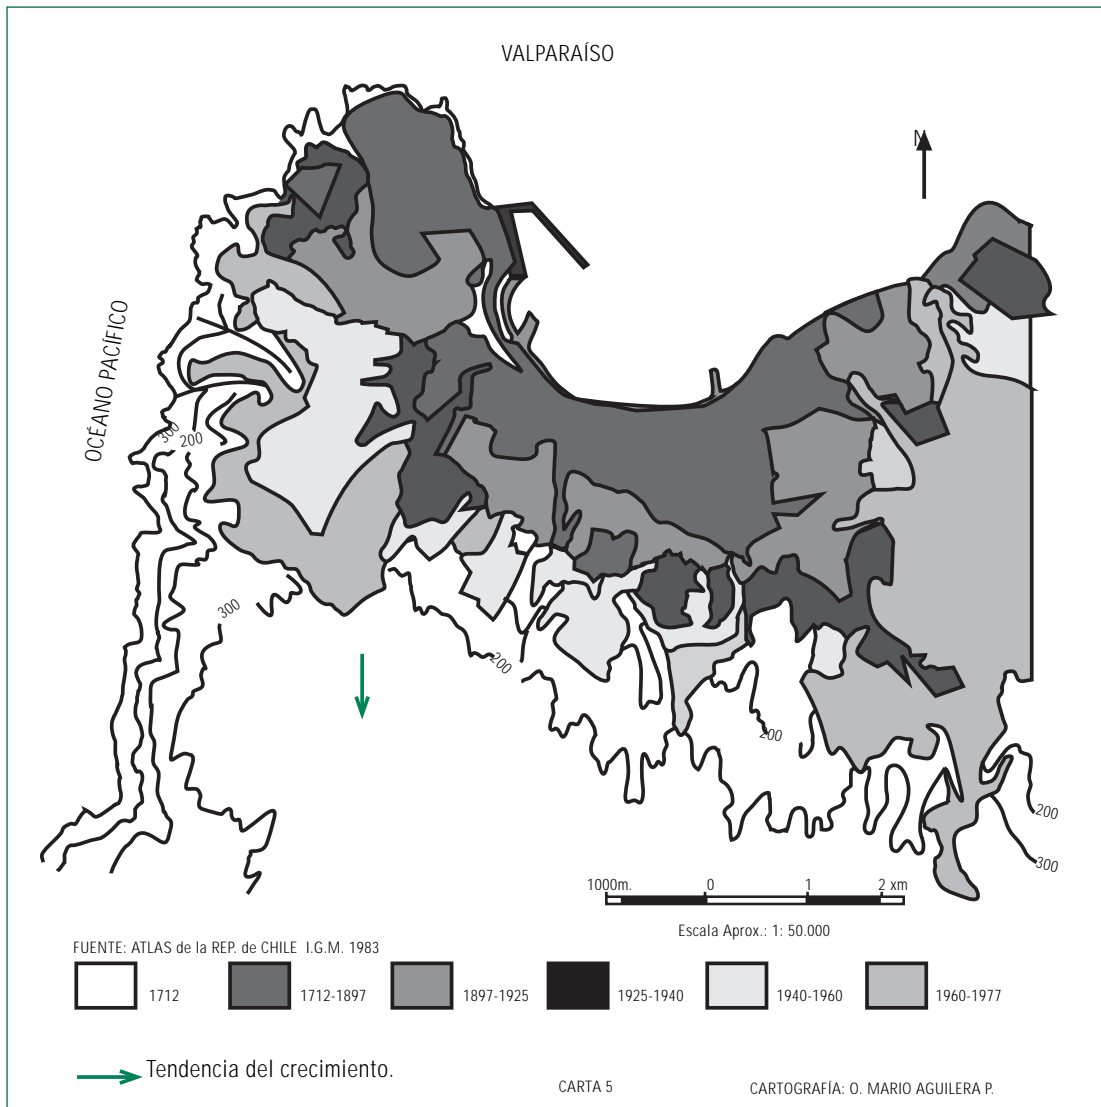 VALPARAÍSO
N
OCÉANO PACÍFICO
300
200
300
200
200
200
300
1000m. 0 1 2 xm
Escala Aprox.: 1: 50.000
FUENTE: ATLAS de la REP. de CHILE I.G.M. 1983
1712 1712-1897 1897-1925 1925-1940 1940-1960 1960-1977
Tendencia del crecimiento.
CARTA 5 CARTOGRAFÍA: O. MARIO AGUILERA P.